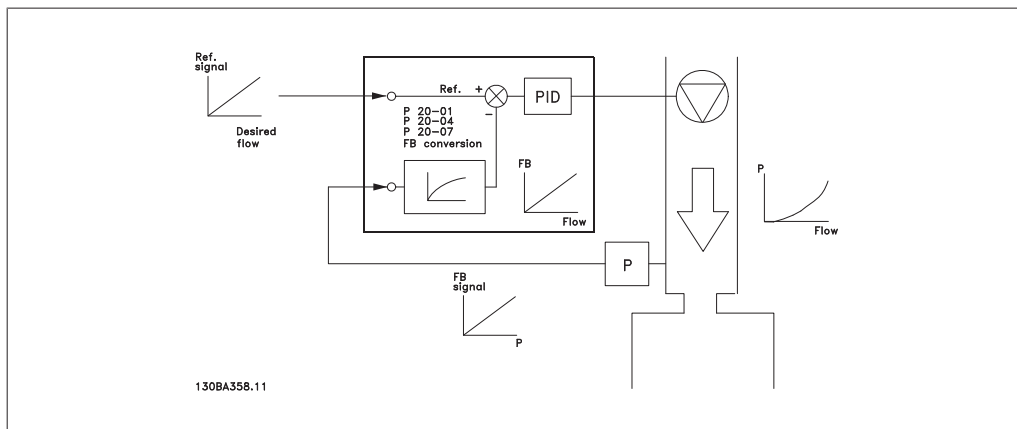 Ref.
signal
Desired
flow
Ref.
+
−
PID
P 20-01
P 20-04
P 20-07
FB conversion
FB
Flow
P
Flow
P
FB
signal
P
130BA358.11